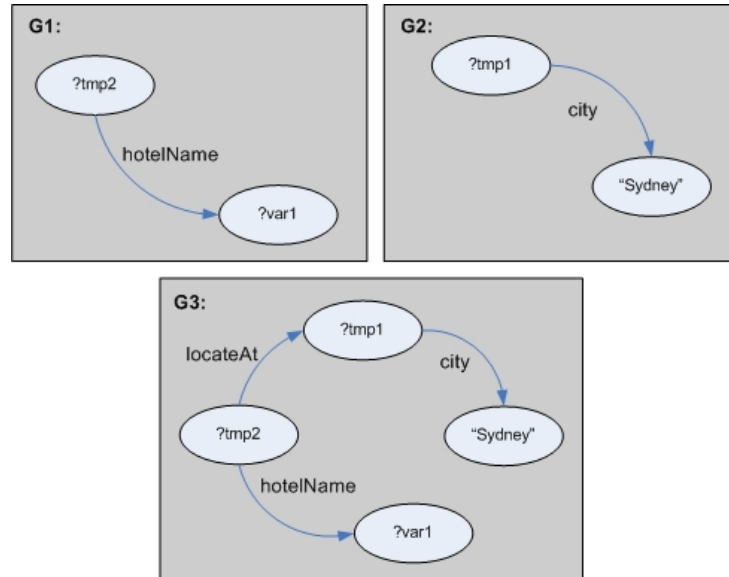 G1:
?tmp2
hotelName
?var1
G2:
?tmp1
city
“Sydney”
G3:
?tmp1
locateAt
city
?tmp2
“Sydney”
hotelName
?var1